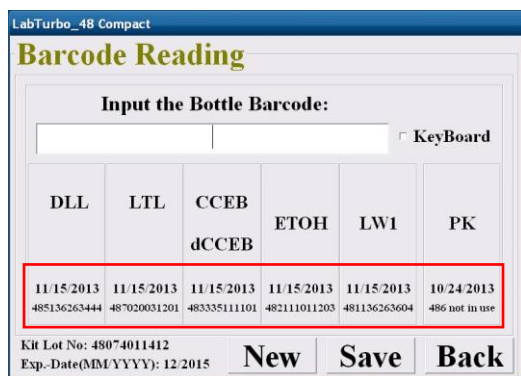 LabTurbo_48 Compact
Barcode Reading
Input the Bottle Barcode:
KeyBoard
DLL LTL CCEB dCCEB ETOH LW1 PK
11/15/2013 11/15/2013 11/15/2013 11/15/2013 11/15/2013 10/24/2013
485136263444 487020031201 483335111101 482111011203 481136263604 486 not in use
Kit Lot No: 48074011412
Exp.-Date(MM/YYYY): 12/2015
New Save Back